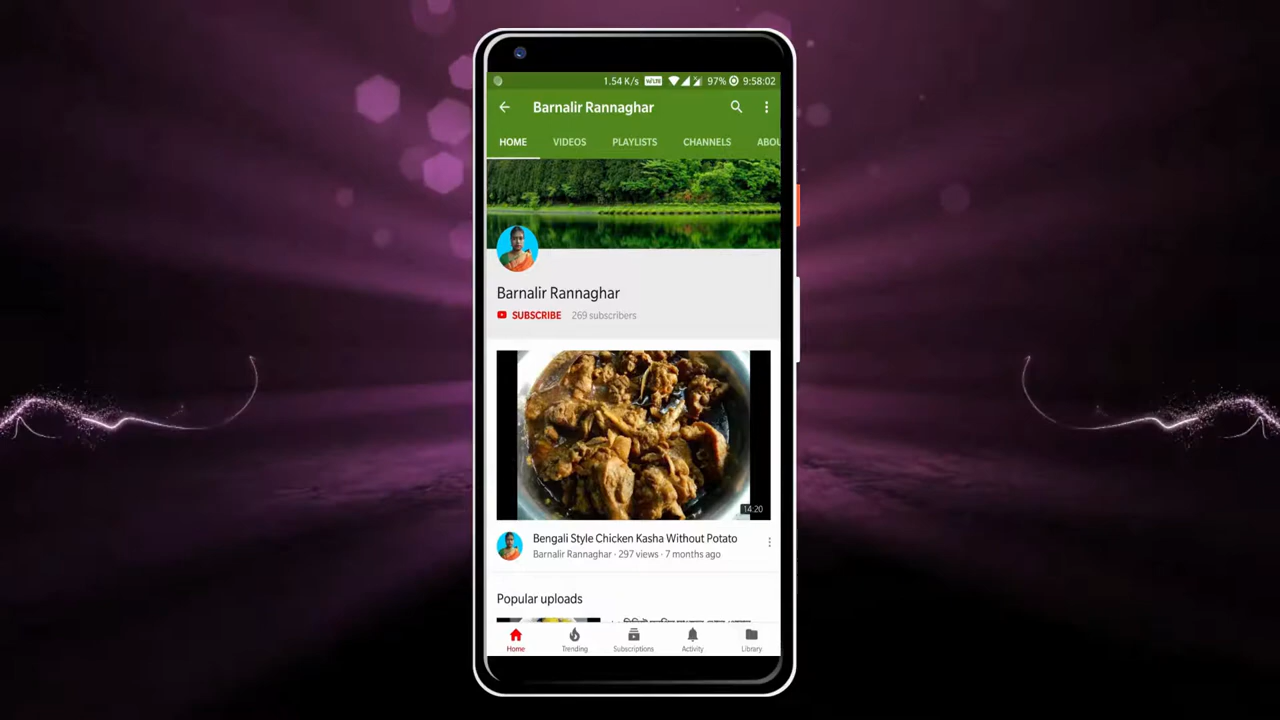 1.54 K/s VoLTE 97% 9:58:02
Barnalir Rannaghar
HOME VIDEOS PLAYLISTS CHANNELS ABOU
Barnalir Rannaghar
SUBSCRIBE 269 subscribers
14:20
Bengali Style Chicken Kasha Without Potato
Barnalir Rannaghar · 297 views · 7 months ago
Popular uploads
Home Trending Subscriptions Activity Library